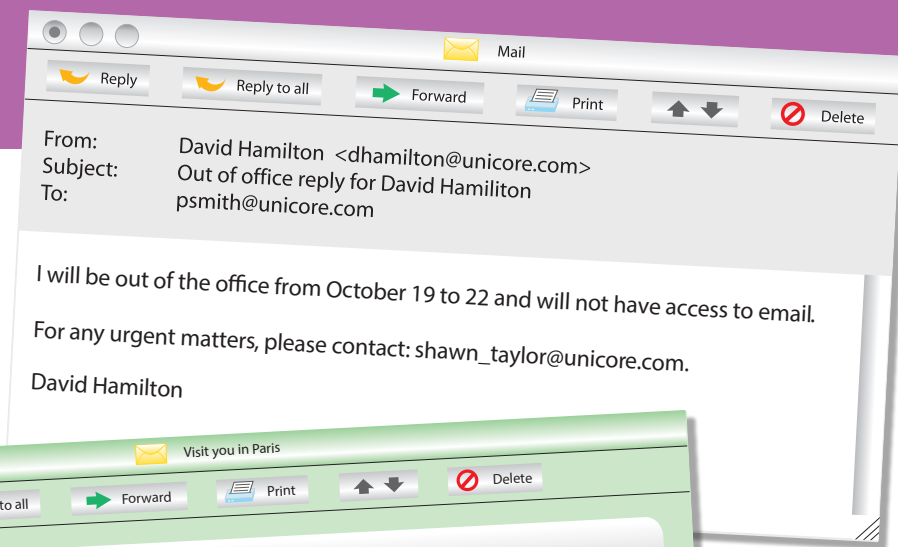 Mail
Reply Reply to all Forward Print Delete
From: David Hamilton <dhamilton@unicore.com>
Subject: Out of office reply for David Hamiliton
To: psmith@unicore.com
I will be out of the office from October 19 to 22 and will not have access to email.
For any urgent matters, please contact: shawn_taylor@unicore.com.
David Hamilton
Visit you in Paris
to all Forward Print Delete